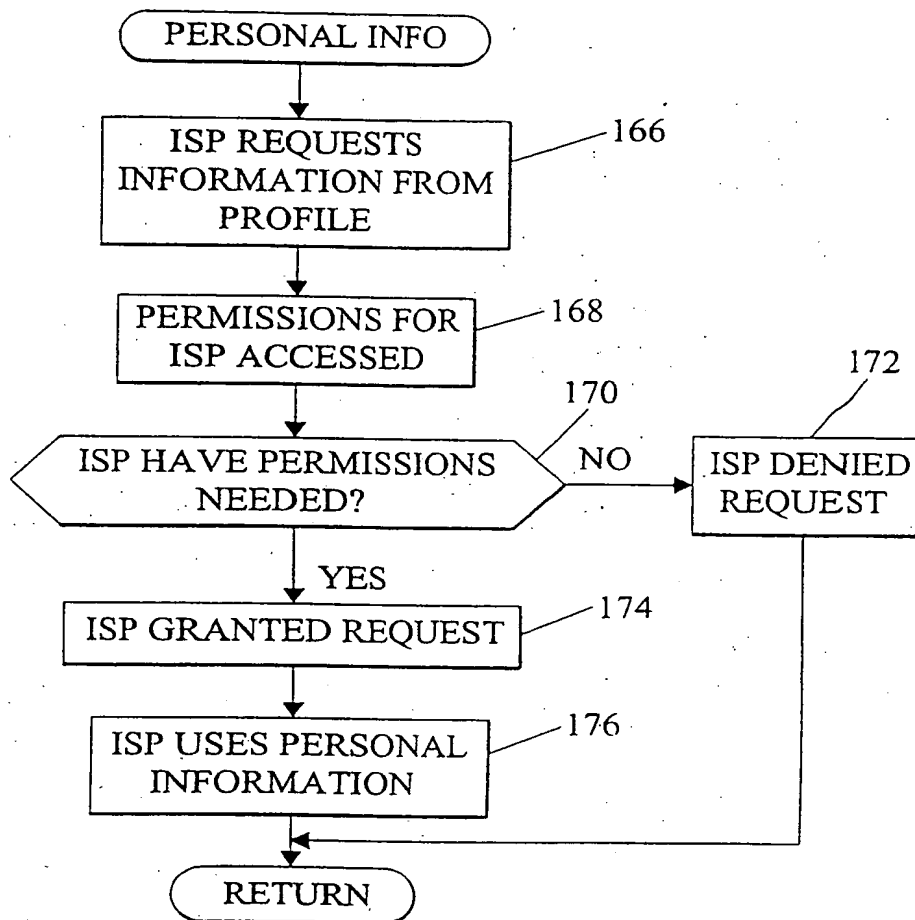 PERSONAL INFO
ISP REQUESTS
INFORMATION FROM
PROFILE
166
PERMISSIONS FOR
ISP ACCESSED
168
ISP HAVE PERMISSIONS
NEEDED?
170
NO
ISP DENIED
REQUEST
172
YES
ISP GRANTED REQUEST
174
ISP USES PERSONAL
INFORMATION
176
RETURN